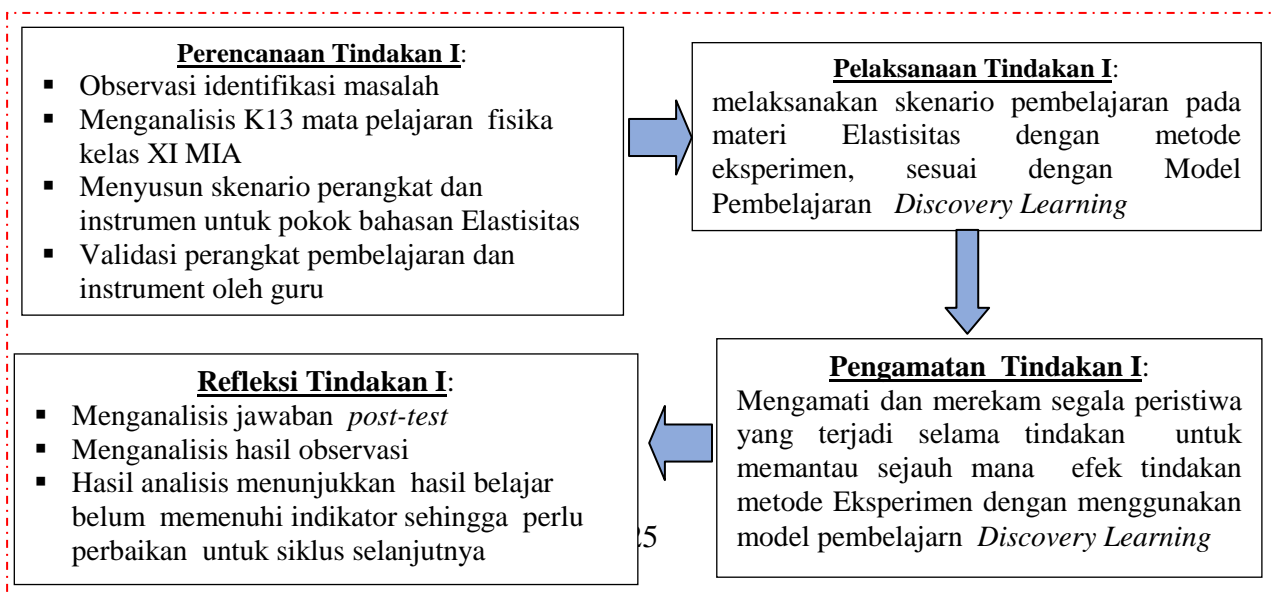 Perencanaan Tindakan I:
▪ Observasi identifikasi masalah
▪ Menganalisis K13 mata pelajaran fisika
kelas XI MIA
▪ Menyusun skenario perangkat dan
instrumen untuk pokok bahasan Elastisitas
▪ Validasi perangkat pembelajaran dan
instrument oleh guru
Pelaksanaan Tindakan I:
melaksanakan skenario pembelajaran pada
materi Elastisitas dengan metode
eksperimen, sesuai dengan Model
Pembelajaran Discovery Learning
Pengamatan Tindakan I:
Mengamati dan merekam segala peristiwa
yang terjadi selama tindakan untuk
memantau sejauh mana efek tindakan
metode Eksperimen dengan menggunakan
model pembelajarn Discovery Learning
Refleksi Tindakan I:
▪ Menganalisis jawaban post-test
▪ Menganalisis hasil observasi
▪ Hasil analisis menunjukkan hasil belajar
belum memenuhi indikator sehingga perlu
perbaikan untuk siklus selanjutnya
25